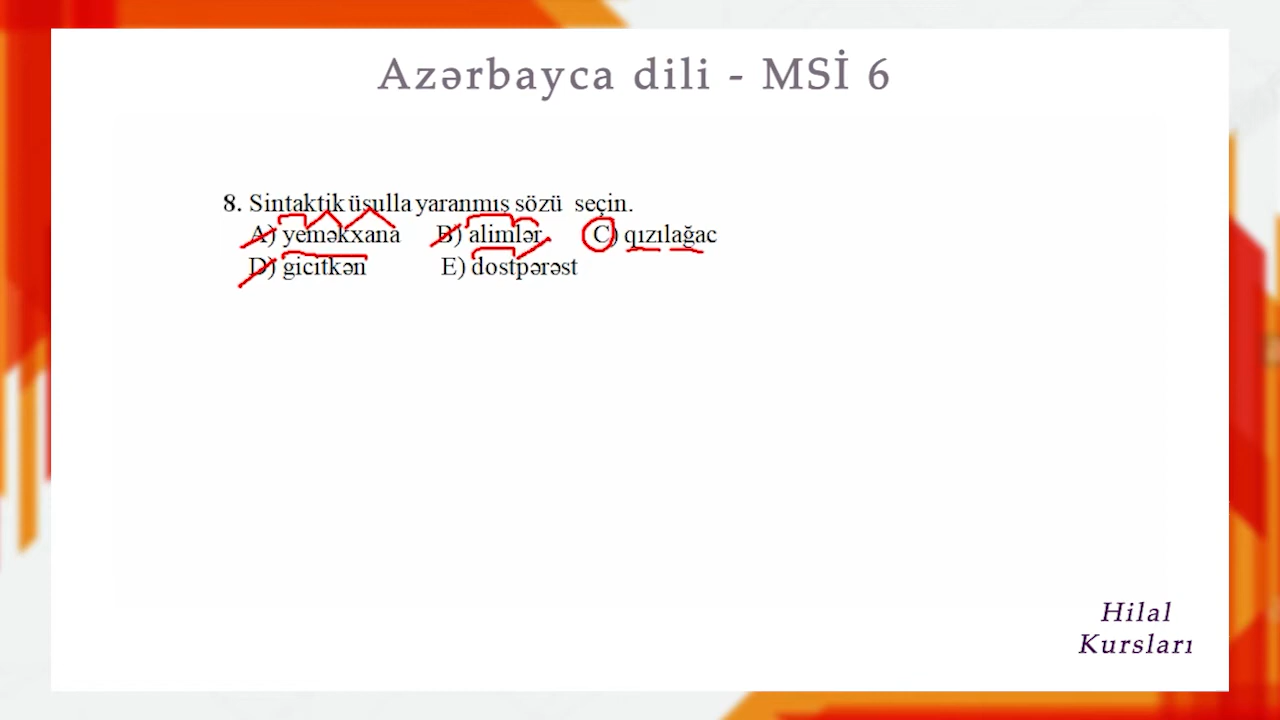 Azərbayca dili - MSİ 6
8. Sintaktik üsulla yaranmış sözü seçin.
A) yeməkxana B) alimlər C) qızılağac
D) gicitkən E) dostpərəst
Hilal
Kursları